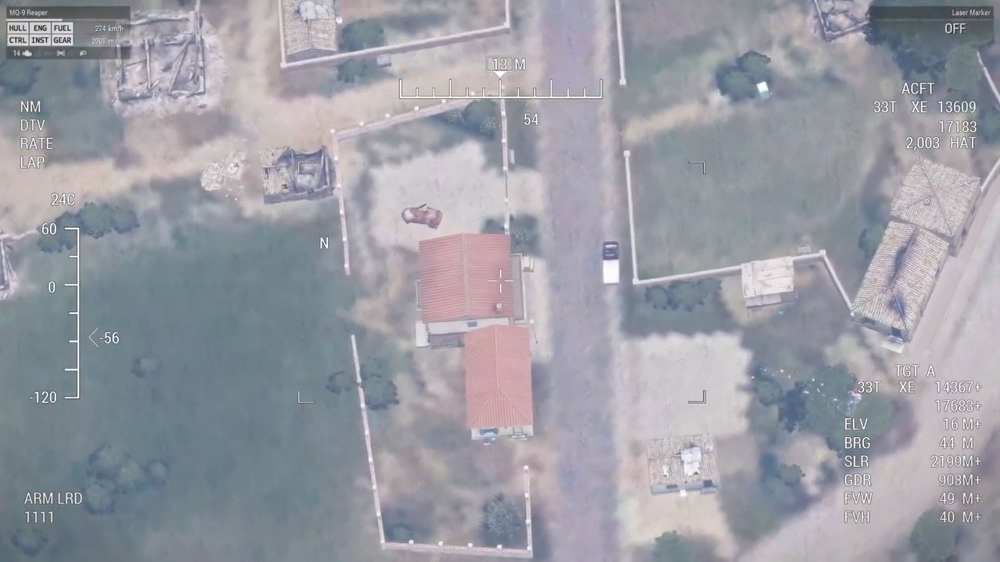 MQ-9 Reaper
HULL ENG FUEL 274 km/h
CTRL INST GEAR 2001 m
14
Laser Marker
OFF
13 M
54
NM
DTV
RATE
LAP
ACFT
33T XE 13609
17183
2,003 HAT
24C
60
0
-56
-120
N
TGT A
33T XE 14367+
17683+
ELV 16 M+
BRG 44 M
SLR 2199M+
GDR 908M+
FVW 49 M+
FVH 40 M+
ARM LRD
1111